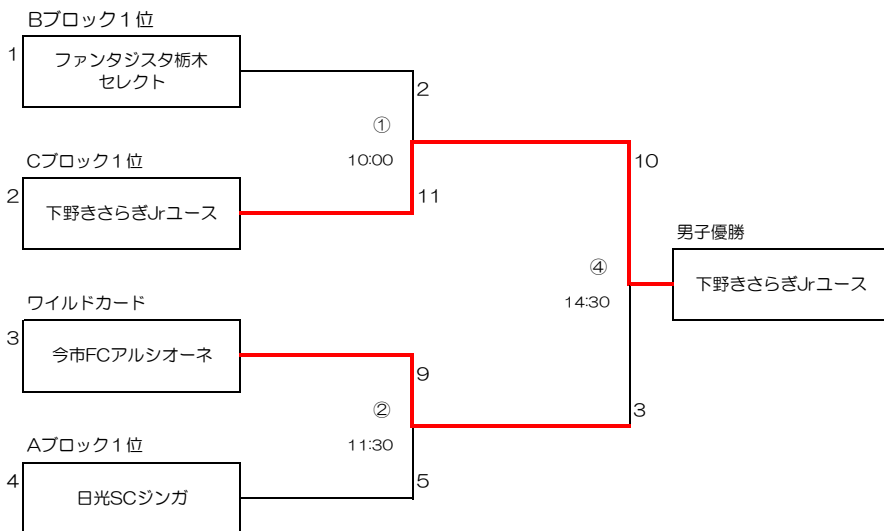 Bブロック1位
1
ファンタジスタ栃木
セレクト
2
①
10:00
Cブロック1位
2
下野きさらぎJrユース
11
10
男子優勝
下野きさらぎJrユース
④
14:30
ワイルドカード
3
今市FCアルシオーネ
9
②
11:30
3
Aブロック1位
4
日光SCジンガ
5